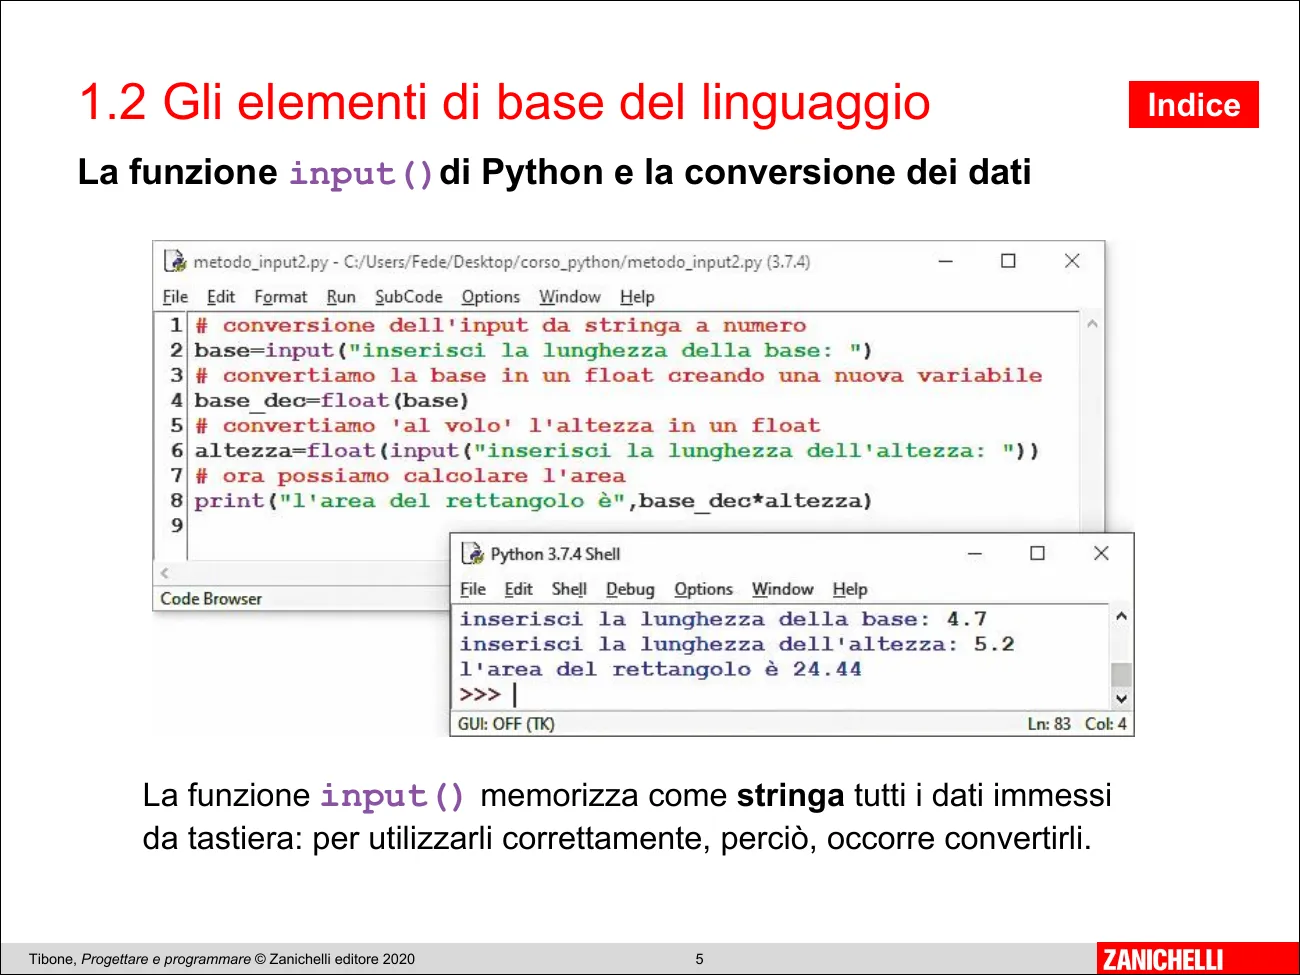 1.2 Gli elementi di base del linguaggio
Indice
La funzione input()di Python e la conversione dei dati
metodo_input2.py - C:/Users/Fede/Desktop/corso_python/metodo_input2.py (3.7.4)
File Edit Format Run SubCode Options Window Help
1 # conversione dell'input da stringa a numero
2 base=input("inserisci la lunghezza della base: ")
3 # convertiamo la base in un float creando una nuova variabile
4 base_dec=float(base)
5 # convertiamo 'al volo' l'altezza in un float
6 altezza=float(input("inserisci la lunghezza dell'altezza: "))
7 # ora possiamo calcolare l'area
8 print("l'area del rettangolo è",base_dec*altezza)
9
Code Browser
Python 3.7.4 Shell
File Edit Shell Debug Options Window Help
inserisci la lunghezza della base: 4.7
inserisci la lunghezza dell'altezza: 5.2
l'area del rettangolo è 24.44
>>>
GUI: OFF (TK) Ln: 83 Col: 4
La funzione input() memorizza come stringa tutti i dati immessi
da tastiera: per utilizzarli correttamente, perciò, occorre convertirli.
Tibone, Progettare e programmare © Zanichelli editore 2020
5
ZANICHELLI